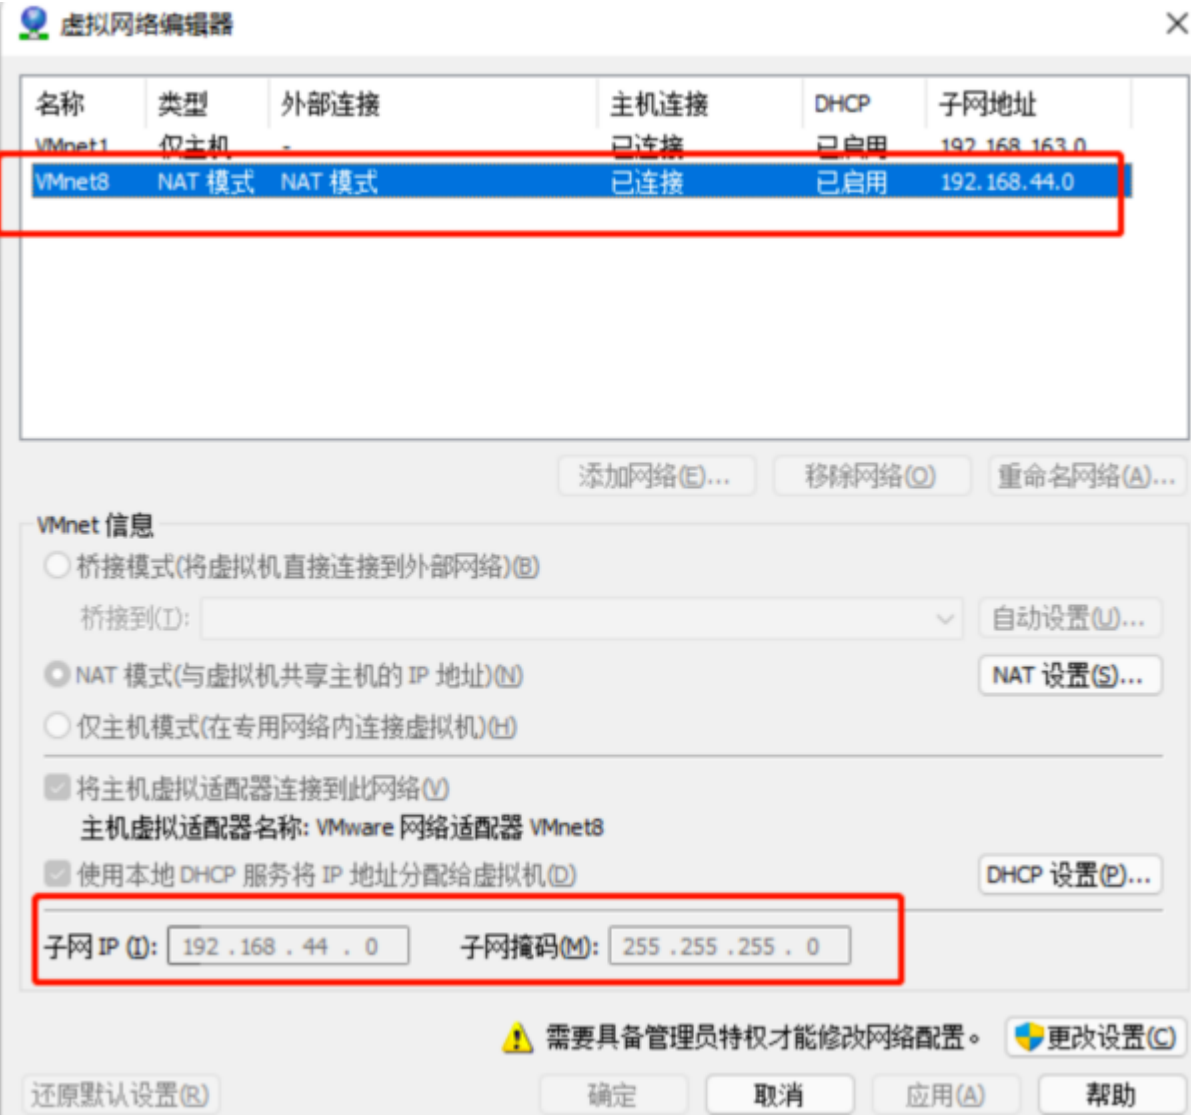 虚拟网络编辑器
名称 类型 外部连接 主机连接 DHCP 子网地址
VMnet1 仅主机 - 已连接 已启用 192.168.163.0
VMnet8 NAT 模式 NAT 模式 已连接 已启用 192.168.44.0
添加网络(E)... 移除网络(O) 重命名网络(A)...
VMnet 信息
桥接模式(将虚拟机直接连接到外部网络)(B)
桥接到(T): 自动设置(U)...
NAT 模式(与虚拟机共享主机的 IP 地址)(N) NAT 设置(S)...
仅主机模式(在专用网络内连接虚拟机)(H)
将主机虚拟适配器连接到此网络(V)
主机虚拟适配器名称: VMware 网络适配器 VMnet8
使用本地 DHCP 服务将 IP 地址分配给虚拟机(D) DHCP 设置(P)...
子网 IP (I): 192 . 168 . 44 . 0 子网掩码(M): 255 . 255 . 255 . 0
需要具备管理员特权才能修改网络配置。 更改设置(C)
还原默认设置(R) 确定 取消 应用(A) 帮助